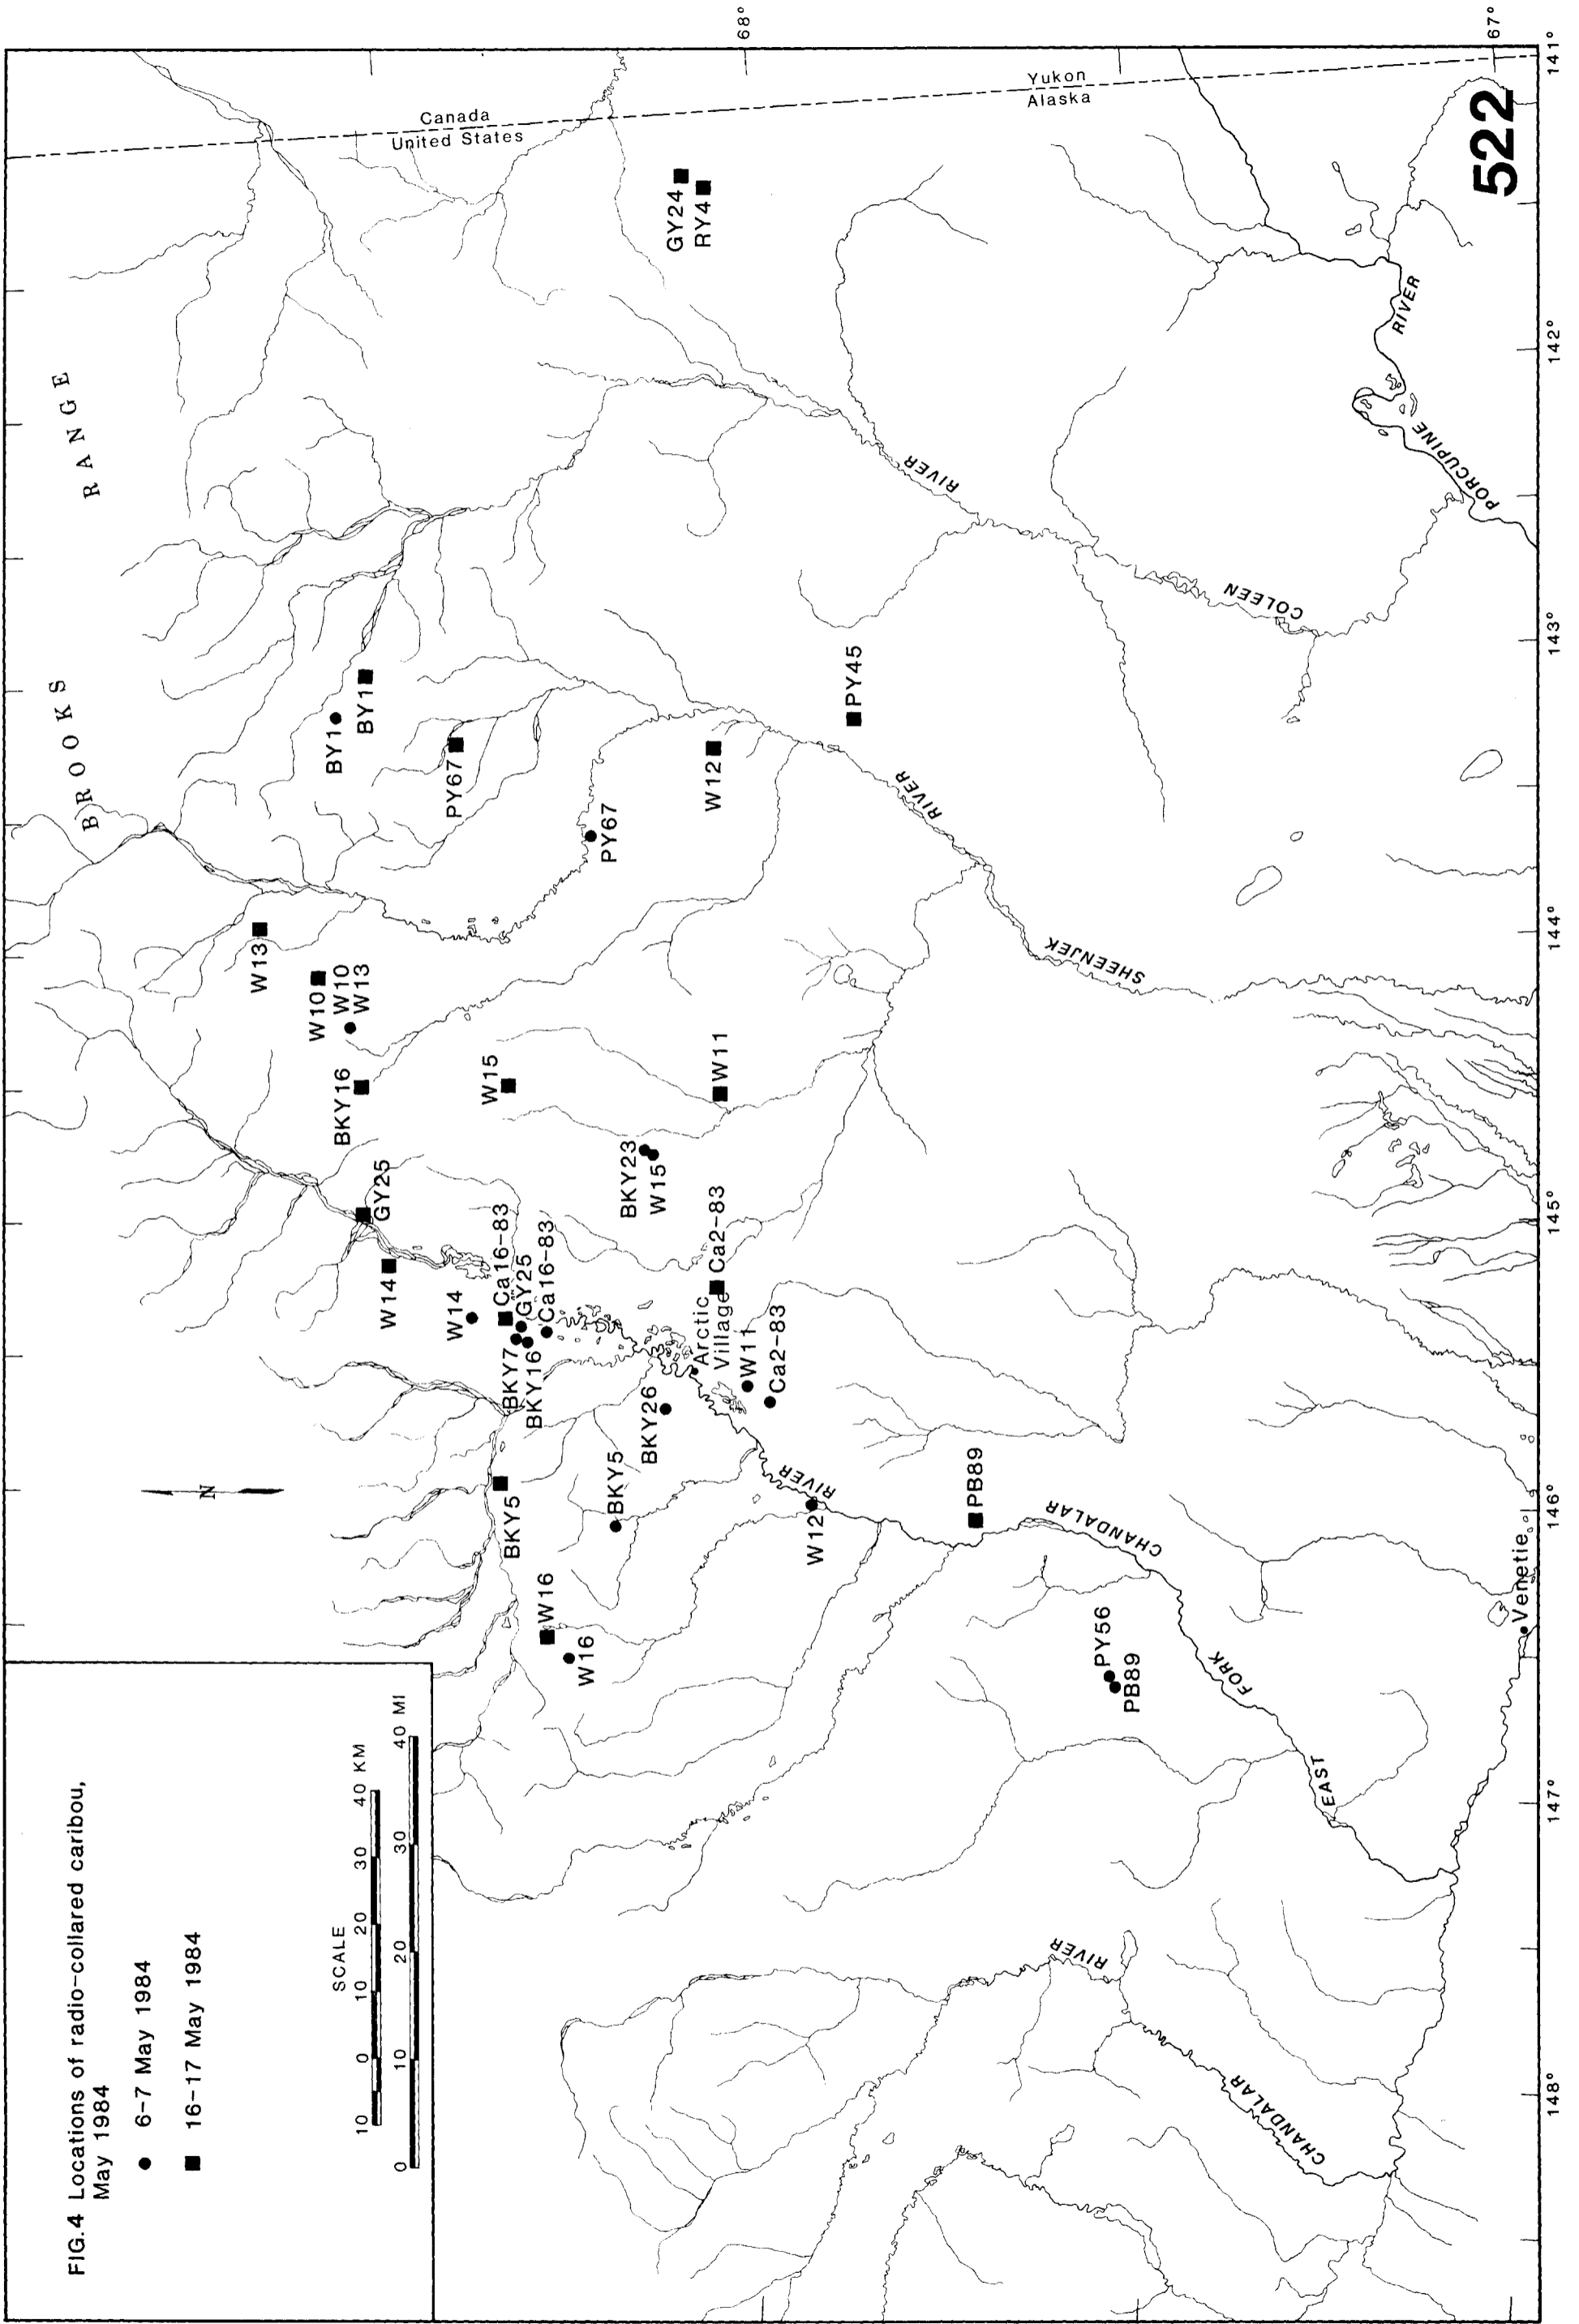 FIG.4 Locations of radio-collared caribou,
May 1984
● 6-7 May 1984
■ 16-17 May 1984
SCALE
10 0 10 20 30 40 KM
0 10 20 30 40 MI
BROOKS RANGE
N
Canada
United States
Yukon
Alaska
68°
67°
W13
W10
W10
W13
BKY16
BY1
BY1
PY67
PY67
GY24
RY4
GY25
W14
W14
W15
Ca16-83
GY25
Ca16-83
BKY7
BKY16
BKY5
BKY5
BKY23
W15
BKY26
W16
W16
W11
W12
Ca2-83
Arctic
Village
W11
Ca2-83
W12
PY45
PB89
PY56
PB89
RIVER
CHANDALAR
FORK
EAST
RIVER
CHANDALAR
RIVER
SHEENJEK
RIVER
COLEEN
RIVER
PORCUPINE
Venetie
148°
147°
146°
145°
144°
143°
142°
141°
522